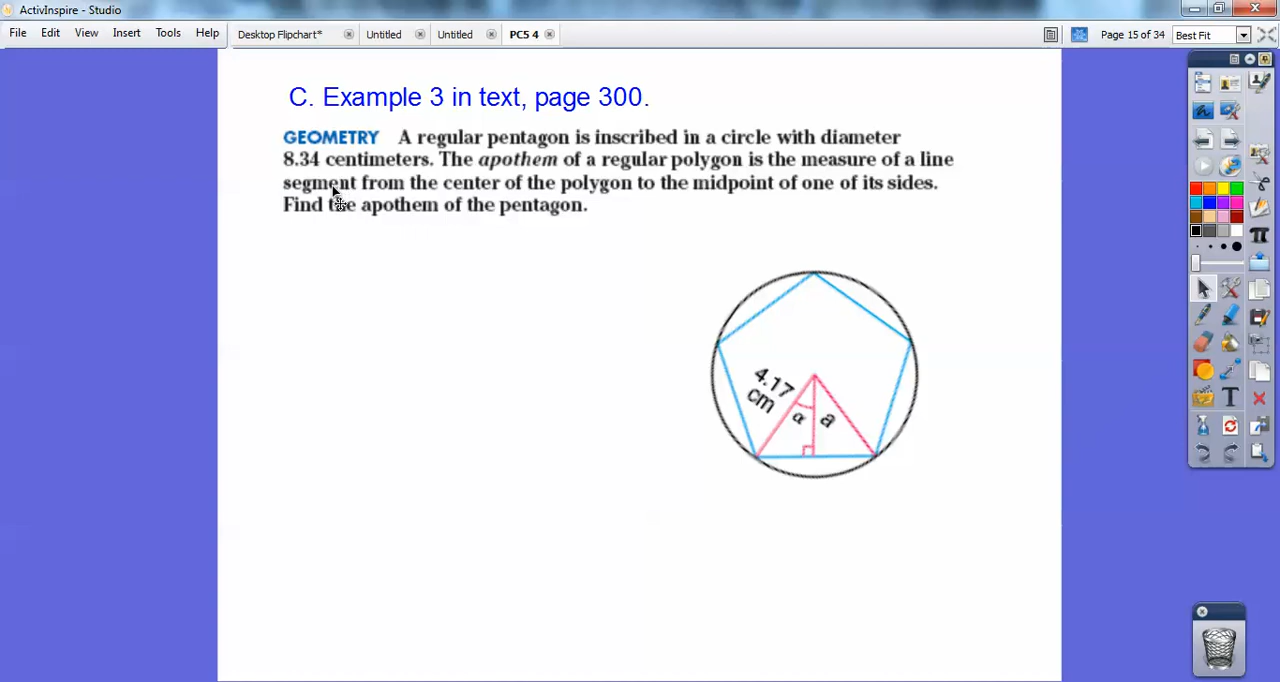 ActivInspire - Studio
File Edit View Insert Tools Help Desktop Flipchart* Untitled Untitled PC5 4 Page 15 of 34 Best Fit
C. Example 3 in text, page 300.
GEOMETRY A regular pentagon is inscribed in a circle with diameter
8.34 centimeters. The apothem of a regular polygon is the measure of a line
segment from the center of the polygon to the midpoint of one of its sides.
Find the apothem of the pentagon.
4.17
cm
α a